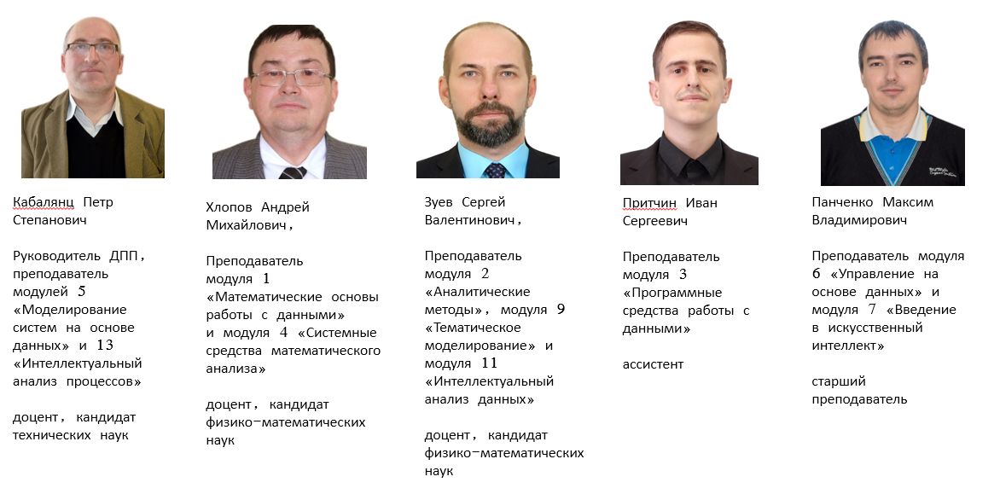 Кабалянц Петр
Степанович
Руководитель ДПП,
преподаватель
модулей 5
«Моделирование
систем на основе
данных» и 13
«Интеллектуальный
анализ процессов»
доцент, кандидат
технических наук
Хлопов Андрей
Михайлович,
Преподаватель
модуля 1
«Математические основы
работы с данными»
и модуля 4 «Системные
средства математического
анализа»
доцент, кандидат
физико-математических
наук
Зуев Сергей
Валентинович,
Преподаватель
модуля 2
«Аналитические
методы», модуля 9
«Тематическое
моделирование» и
модуля 11
«Интеллектуальный
анализ данных»
доцент, кандидат
физико-математических
наук
Притчин Иван
Сергеевич
Преподаватель
модуля 3
«Программные
средства работы с
данными»
ассистент
Панченко Максим
Владимирович
Преподаватель модуля
6 «Управление на
основе данных» и
модуля 7 «Введение
в искусственный
интеллект»
старший
преподаватель